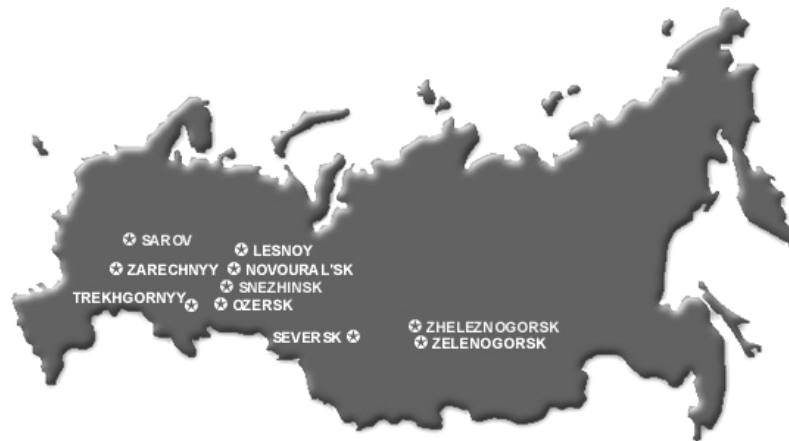 SAROV
LESNOY
ZARECHNYY
NOVOURAL'SK
SNEZHINSK
TREKHGORNYY
OZERSK
ZHELEZNOGORSK
SEVERSK
ZELENOGORSK